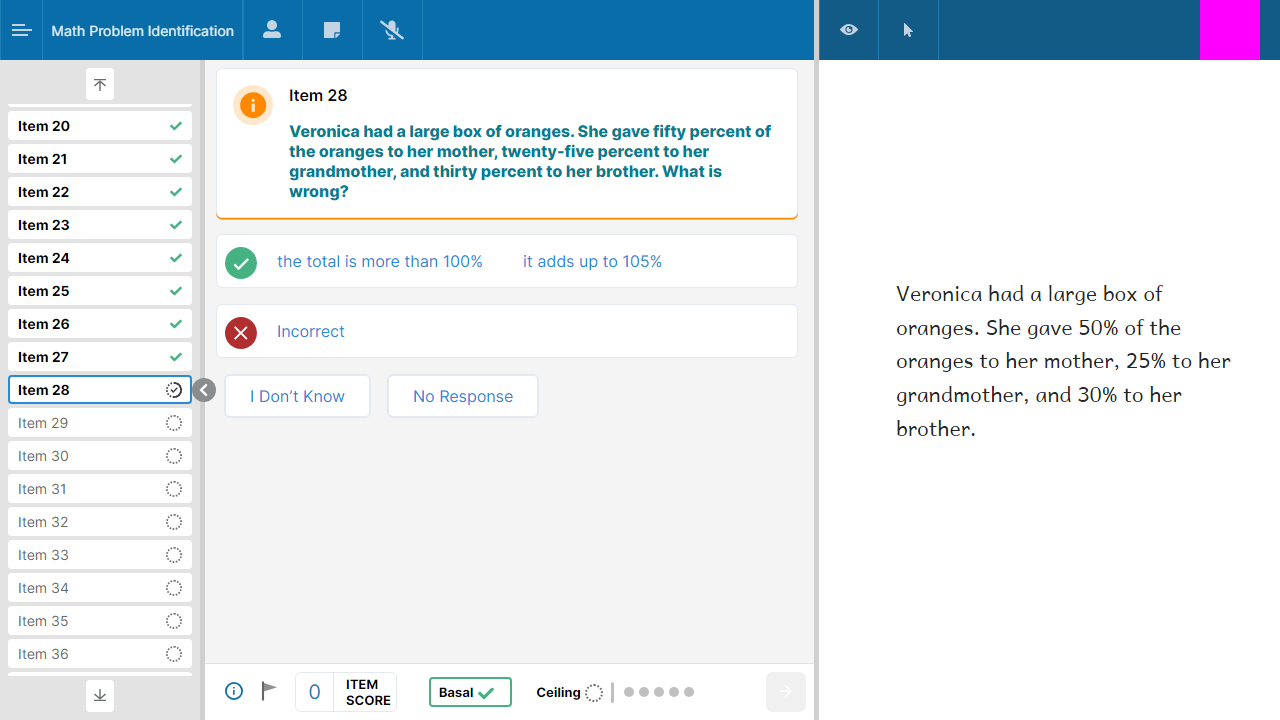 Math Problem Identification
Item 20
Item 21
Item 22
Item 23
Item 24
Item 25
Item 26
Item 27
Item 28
Item 29
Item 30
Item 31
Item 32
Item 33
Item 34
Item 35
Item 36
Item 28
Veronica had a large box of oranges. She gave fifty percent of
the oranges to her mother, twenty-five percent to her
grandmother, and thirty percent to her brother. What is
wrong?
the total is more than 100% it adds up to 105%
Incorrect
I Don't Know No Response
0 ITEM
SCORE
Basal
Ceiling
Veronica had a large box of
oranges. She gave 50% of the
oranges to her mother, 25% to her
grandmother, and 30% to her
brother.